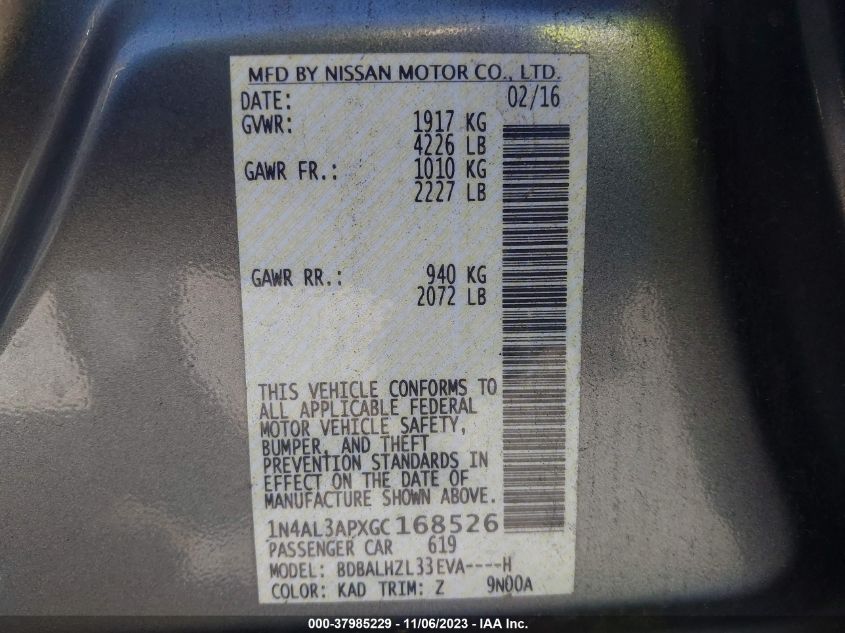 MFD BY NISSAN MOTOR CO., LTD.
DATE: 02/16
GVWR: 1917 KG
4226 LB
GAWR FR.: 1010 KG
2227 LB
GAWR RR.: 940 KG
2072 LB
THIS VEHICLE CONFORMS TO
ALL APPLICABLE FEDERAL
MOTOR VEHICLE SAFETY,
BUMPER, AND THEFT
PREVENTION STANDARDS IN
EFFECT ON THE DATE OF
MANUFACTURE SHOWN ABOVE.
1N4AL3APXGC168526
PASSENGER CAR 619
MODEL: BDBALHZL33EVA----H
COLOR: KAD TRIM: Z 9N00A
000-37985229 - 11/06/2023 - IAA Inc.